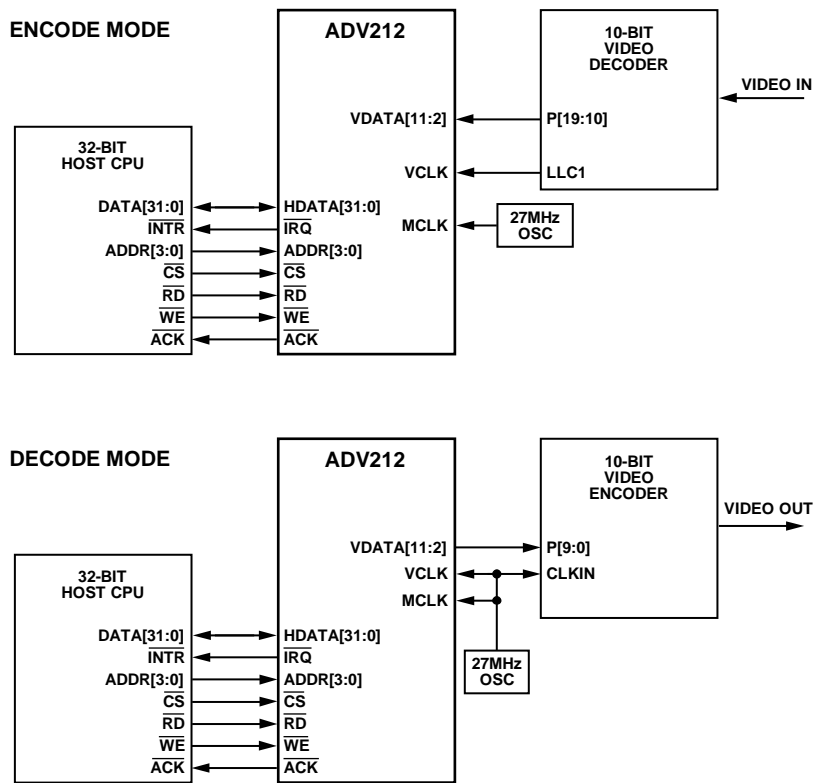 ENCODE MODE
ADV212
10-BIT
VIDEO
DECODER
VIDEO IN
VDATA[11:2]
P[19:10]
32-BIT
HOST CPU
VCLK
LLC1
DATA[31:0]
HDATA[31:0]
MCLK
27MHz
OSC
INTR
IRQ
ADDR[3:0]
ADDR[3:0]
CS
CS
RD
RD
WE
WE
ACK
ACK
DECODE MODE
ADV212
10-BIT
VIDEO
ENCODER
VIDEO OUT
VDATA[11:2]
P[9:0]
32-BIT
HOST CPU
VCLK
CLKIN
MCLK
DATA[31:0]
HDATA[31:0]
27MHz
OSC
INTR
IRQ
ADDR[3:0]
ADDR[3:0]
CS
CS
RD
RD
WE
WE
ACK
ACK